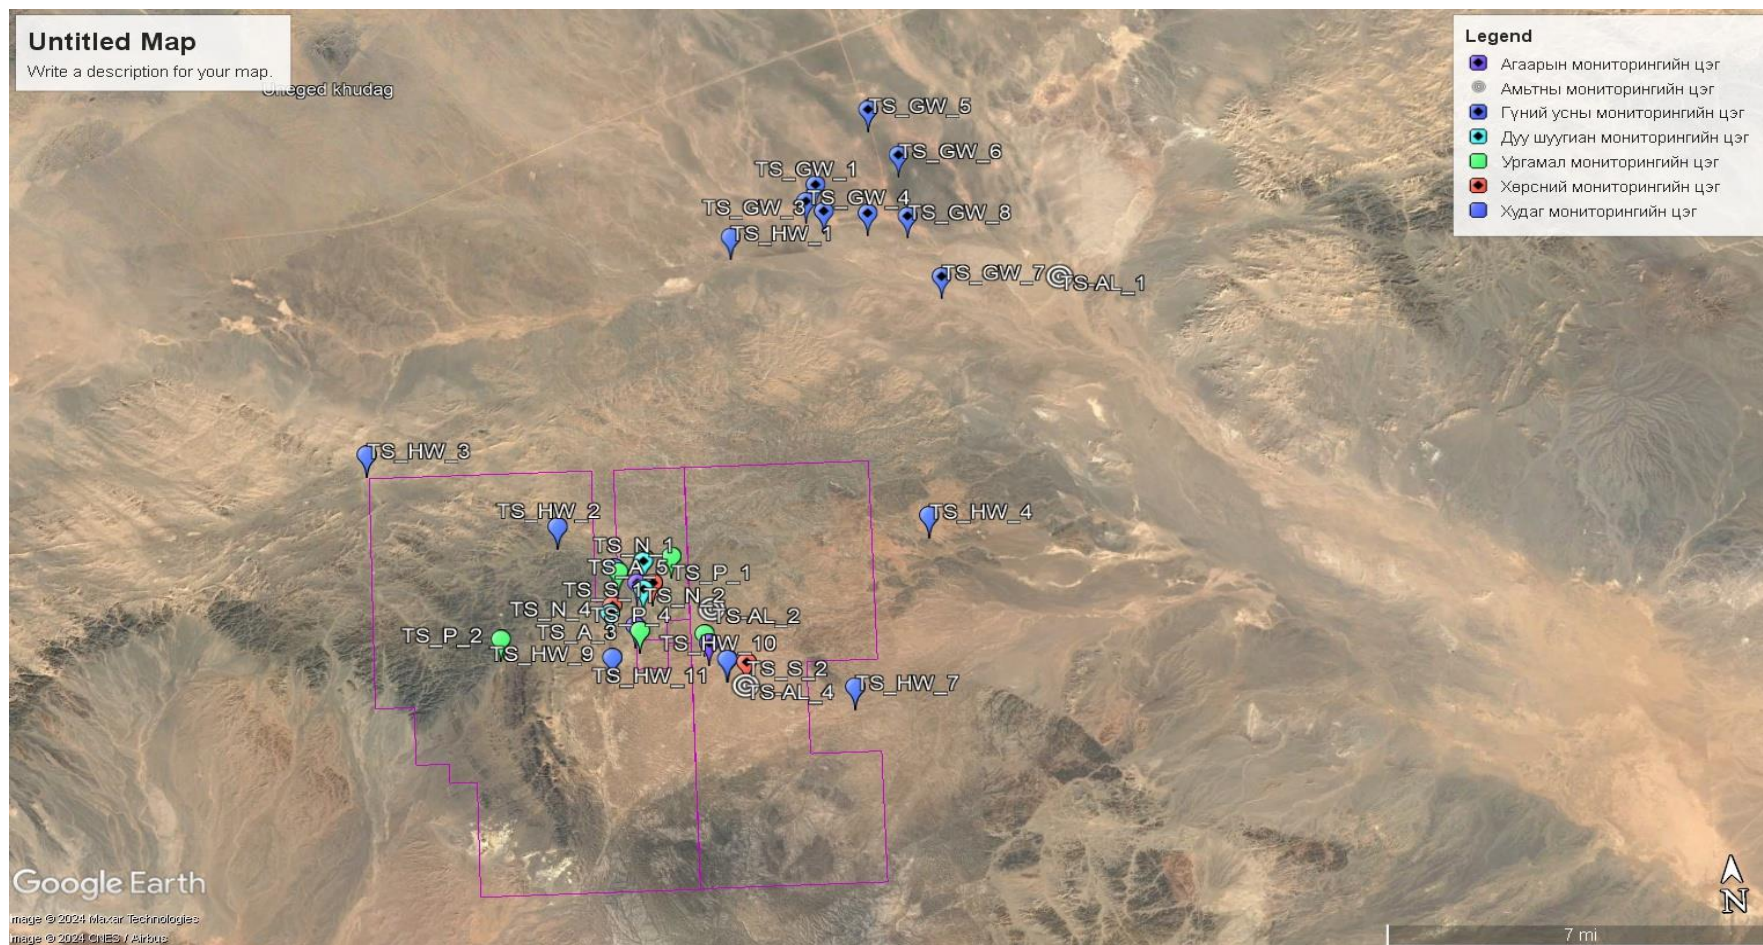 Untitled Map
Write a description for your map.
Uneged khudag
Legend
Агаарын мониторингийн цэг
Амьтны мониторингийн цэг
Гүний усны мониторингийн цэг
Дуу шуугиан мониторингийн цэг
Ургамал мониторингийн цэг
Хөрсний мониторингийн цэг
Худаг мониторингийн цэг
TS_GW_5
TS_GW_6
TS_GW_1
TS_GW_4
TS_GW_3
TS_GW_8
TS_HW_1
TS_GW_7
TS-AL_1
TS_HW_3
TS_HW_2
TS_HW_4
TS_N_1
TS_A_5
TS_P_1
TS_S_1
TS_N_2
TS_N_4
TS_P_4
TS-AL_2
TS_A_3
TS_P_2
TS_HW_10
TS_HW_9
TS_S_2
TS_HW_11
TS-AL_4
TS_HW_7
Google Earth
Image © 2024 Maxar Technologies
Image © 2024 CNES / Airbus
N
7 mi